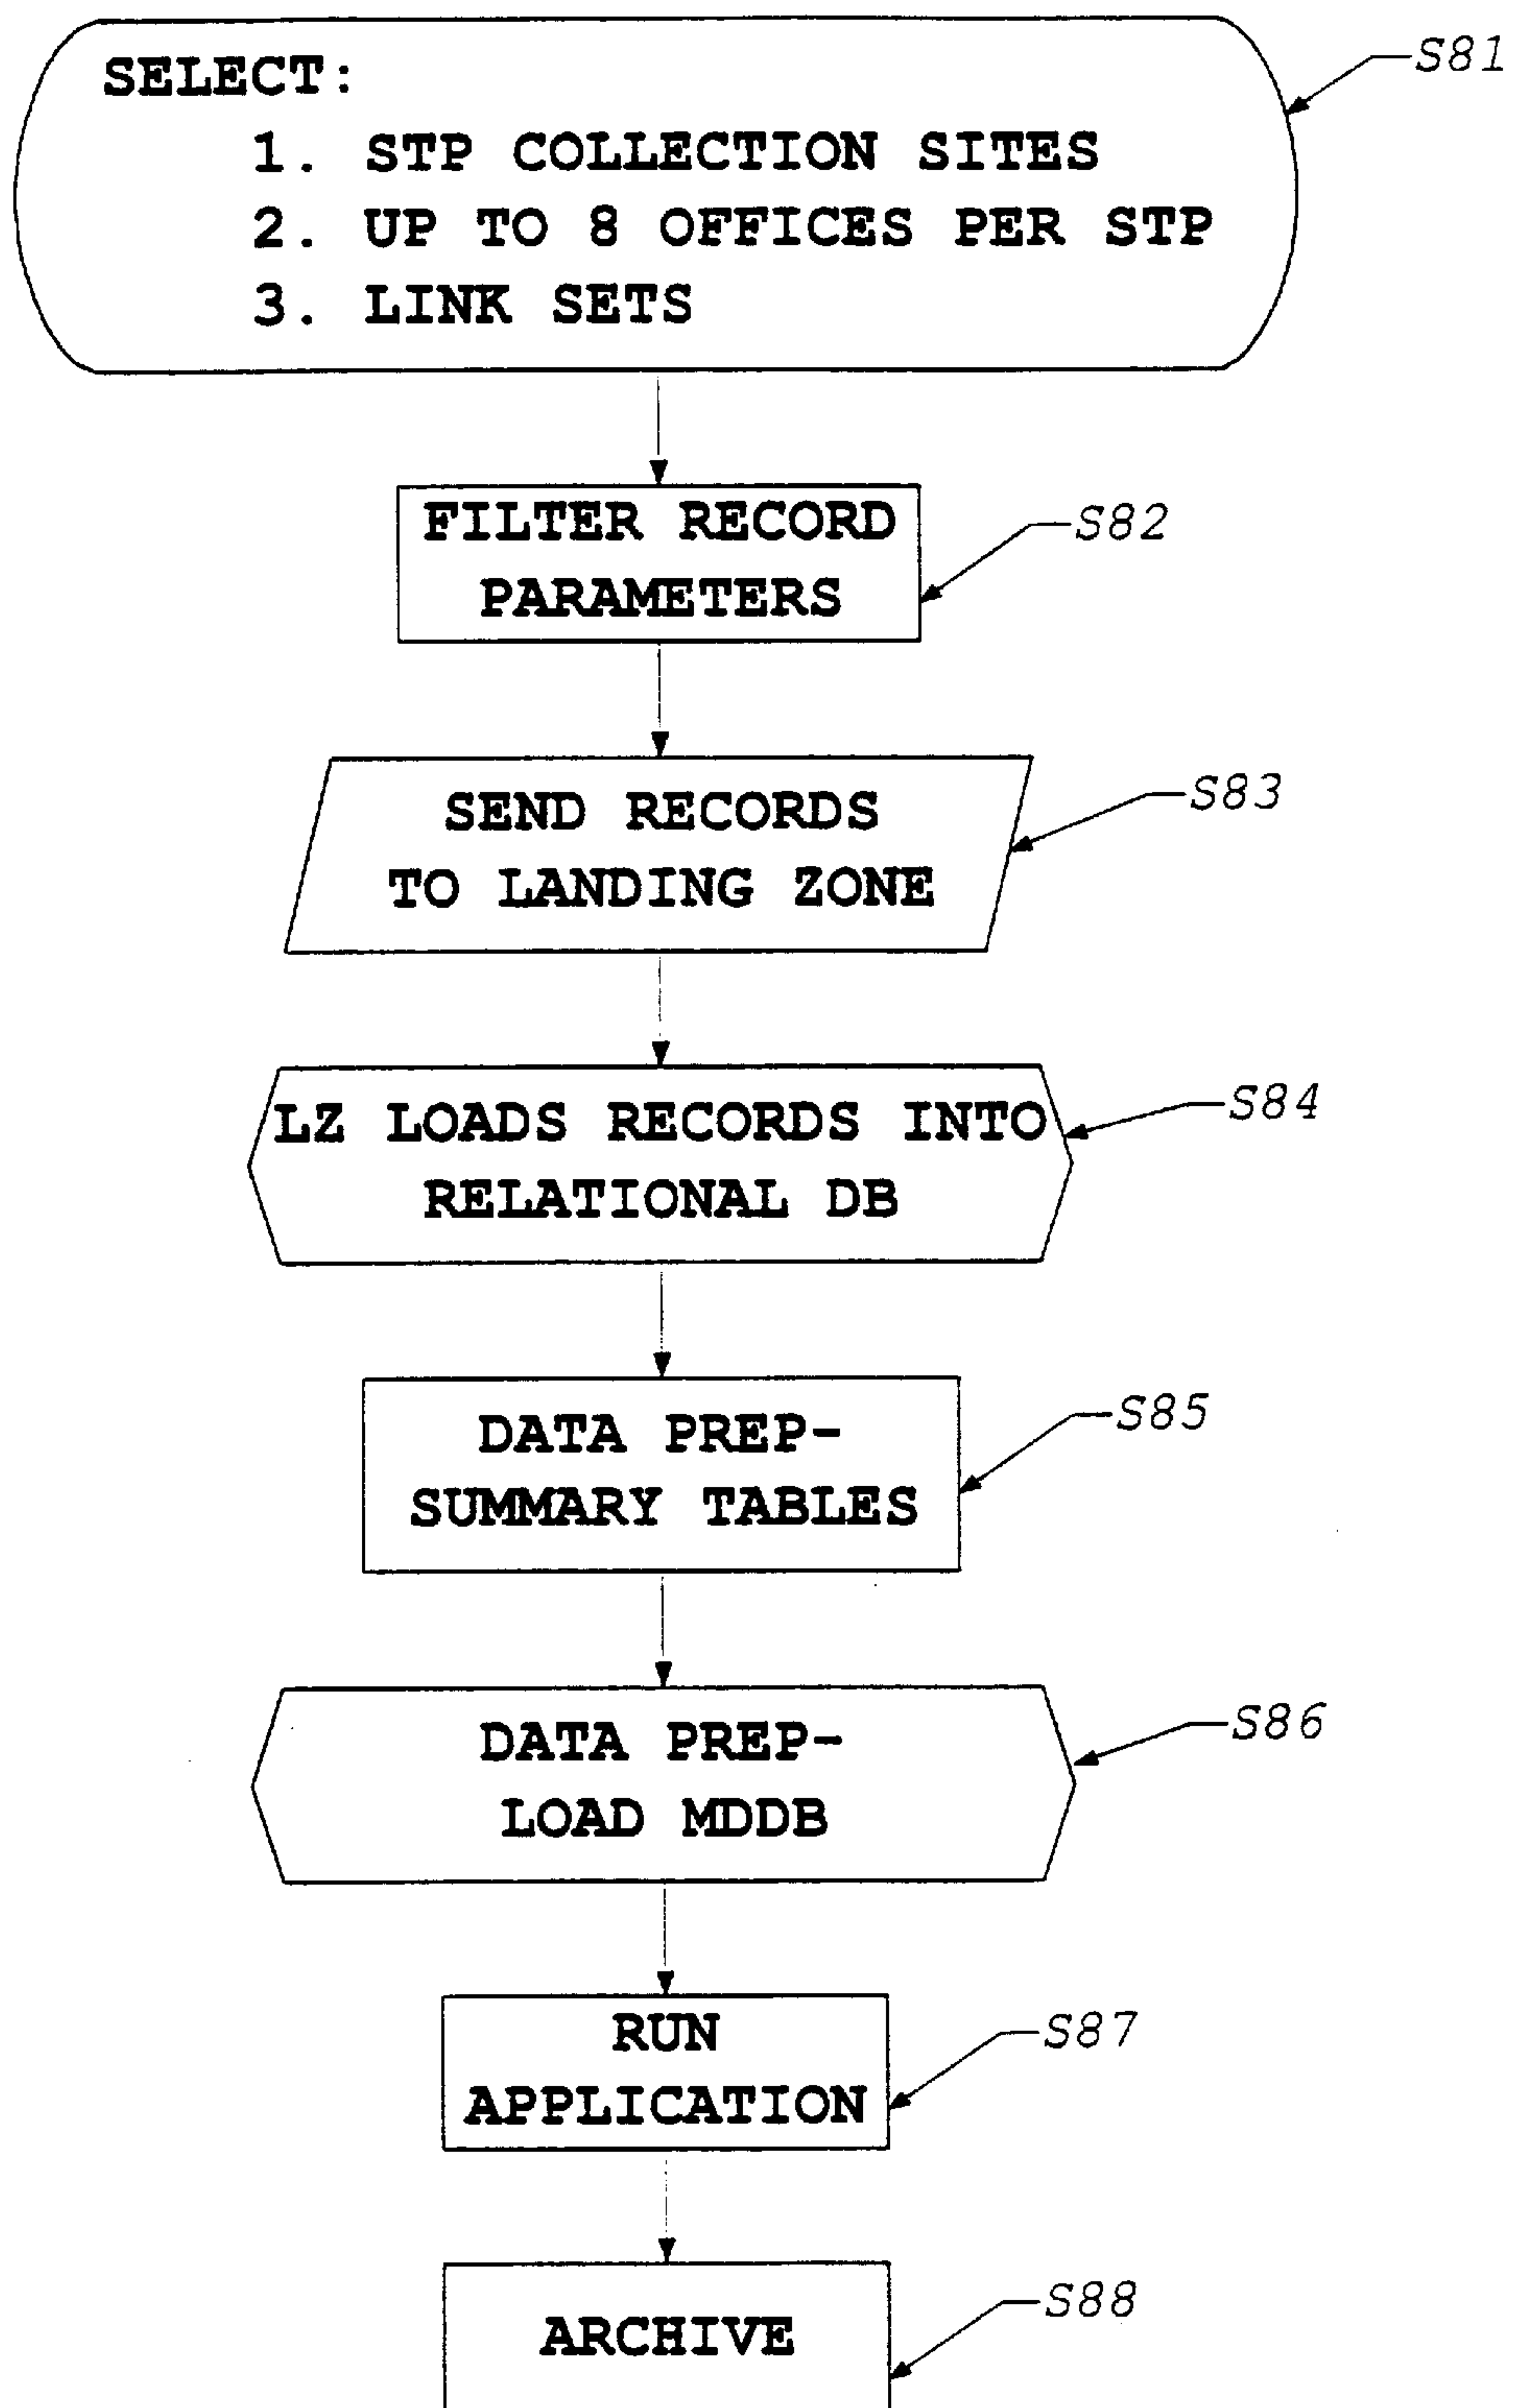 SELECT:
1. STP COLLECTION SITES
2. UP TO 8 OFFICES PER STP
3. LINK SETS
S81
FILTER RECORD
PARAMETERS
S82
SEND RECORDS
TO LANDING ZONE
S83
LZ LOADS RECORDS INTO
RELATIONAL DB
S84
DATA PREP-
SUMMARY TABLES
S85
DATA PREP-
LOAD MDDB
S86
RUN
APPLICATION
S87
ARCHIVE
S88